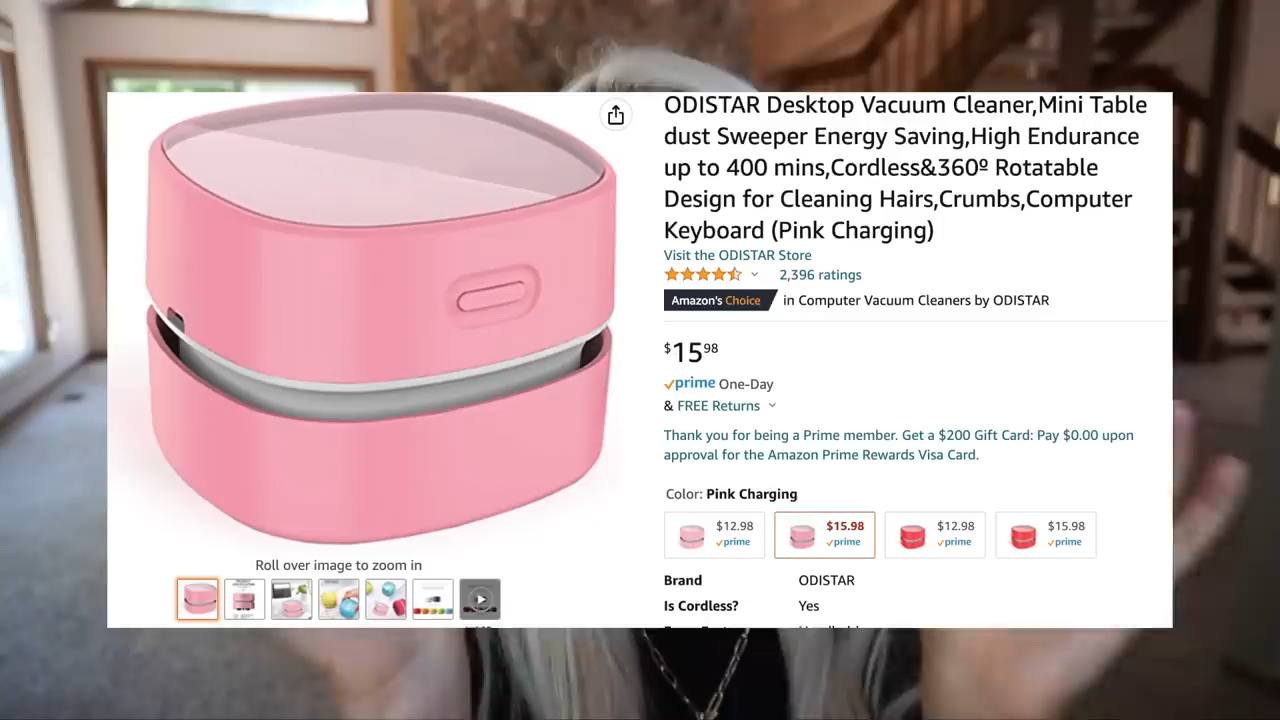 ODISTAR Desktop Vacuum Cleaner,Mini Table
dust Sweeper Energy Saving,High Endurance
up to 400 mins,Cordless&360º Rotatable
Design for Cleaning Hairs,Crumbs,Computer
Keyboard (Pink Charging)
Visit the ODISTAR Store
2,396 ratings
Amazon's Choice in Computer Vacuum Cleaners by ODISTAR
$15 98
prime One-Day
& FREE Returns
Thank you for being a Prime member. Get a $200 Gift Card: Pay $0.00 upon
approval for the Amazon Prime Rewards Visa Card.
Color: Pink Charging
$12.98 $15.98 $12.98 $15.98
prime prime prime prime
Roll over image to zoom in
Brand ODISTAR
Is Cordless? Yes